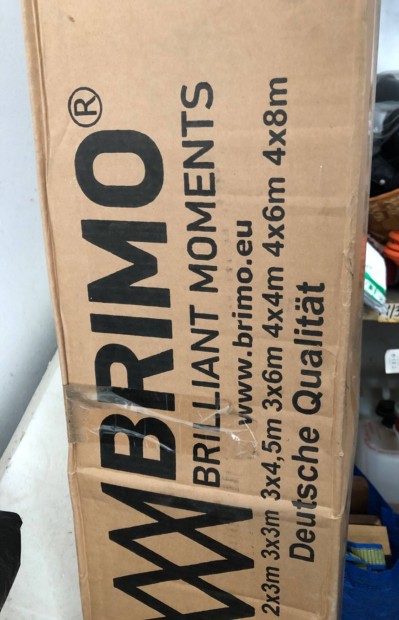 BRIMO®
BRILLIANT MOMENTS
www.brimo.eu
2x3m 3x3m 3x4,5m 3x6m 4x4m 4x6m 4x8m
Deutsche Qualität